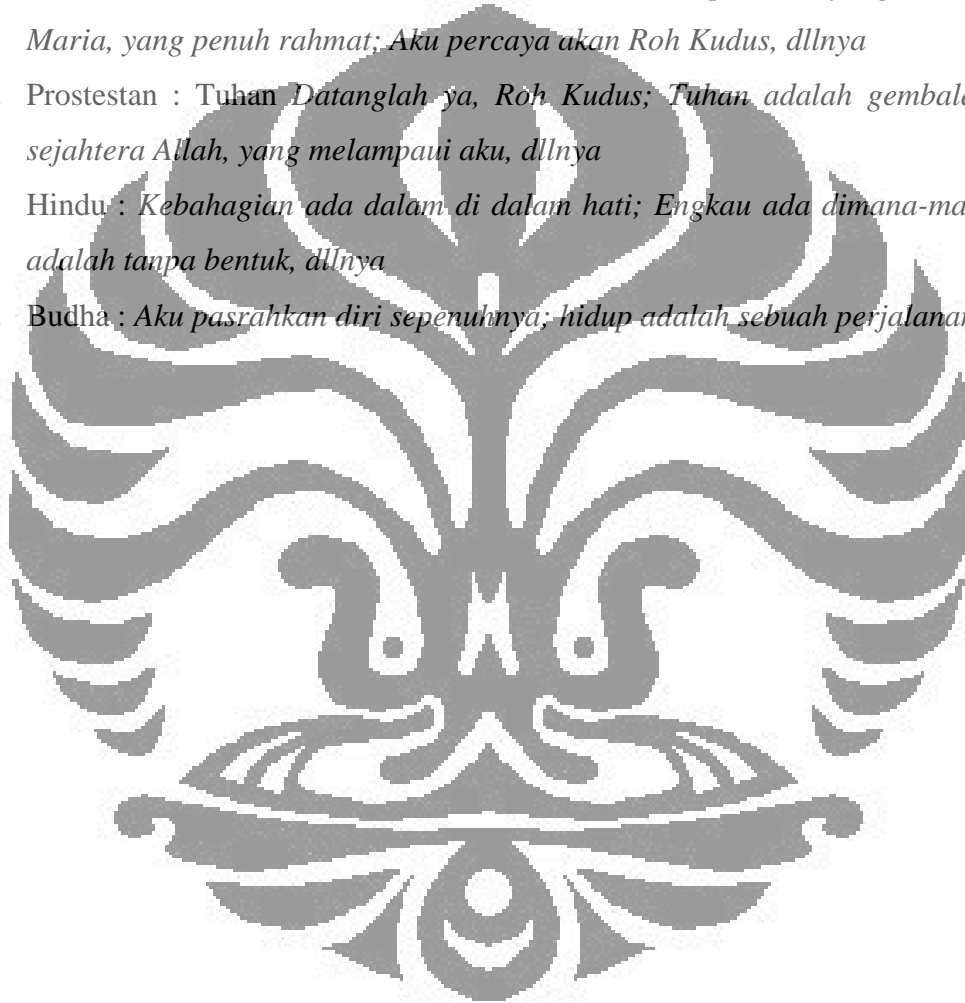 Maria, yang penuh rahmat; Aku percaya akan Roh Kudus, dllnya
Prostestan : Tuhan Datanglah ya, Roh Kudus; Tuhan adalah gembala
sejahtera Allah, yang melampaui aku, dllnya
Hindu : Kebahagian ada dalam di dalam hati; Engkau ada dimana-ma
adalah tanpa bentuk, dllnya
Budha : Aku pasrahkan diri sepenuhnya; hidup adalah sebuah perjalanan